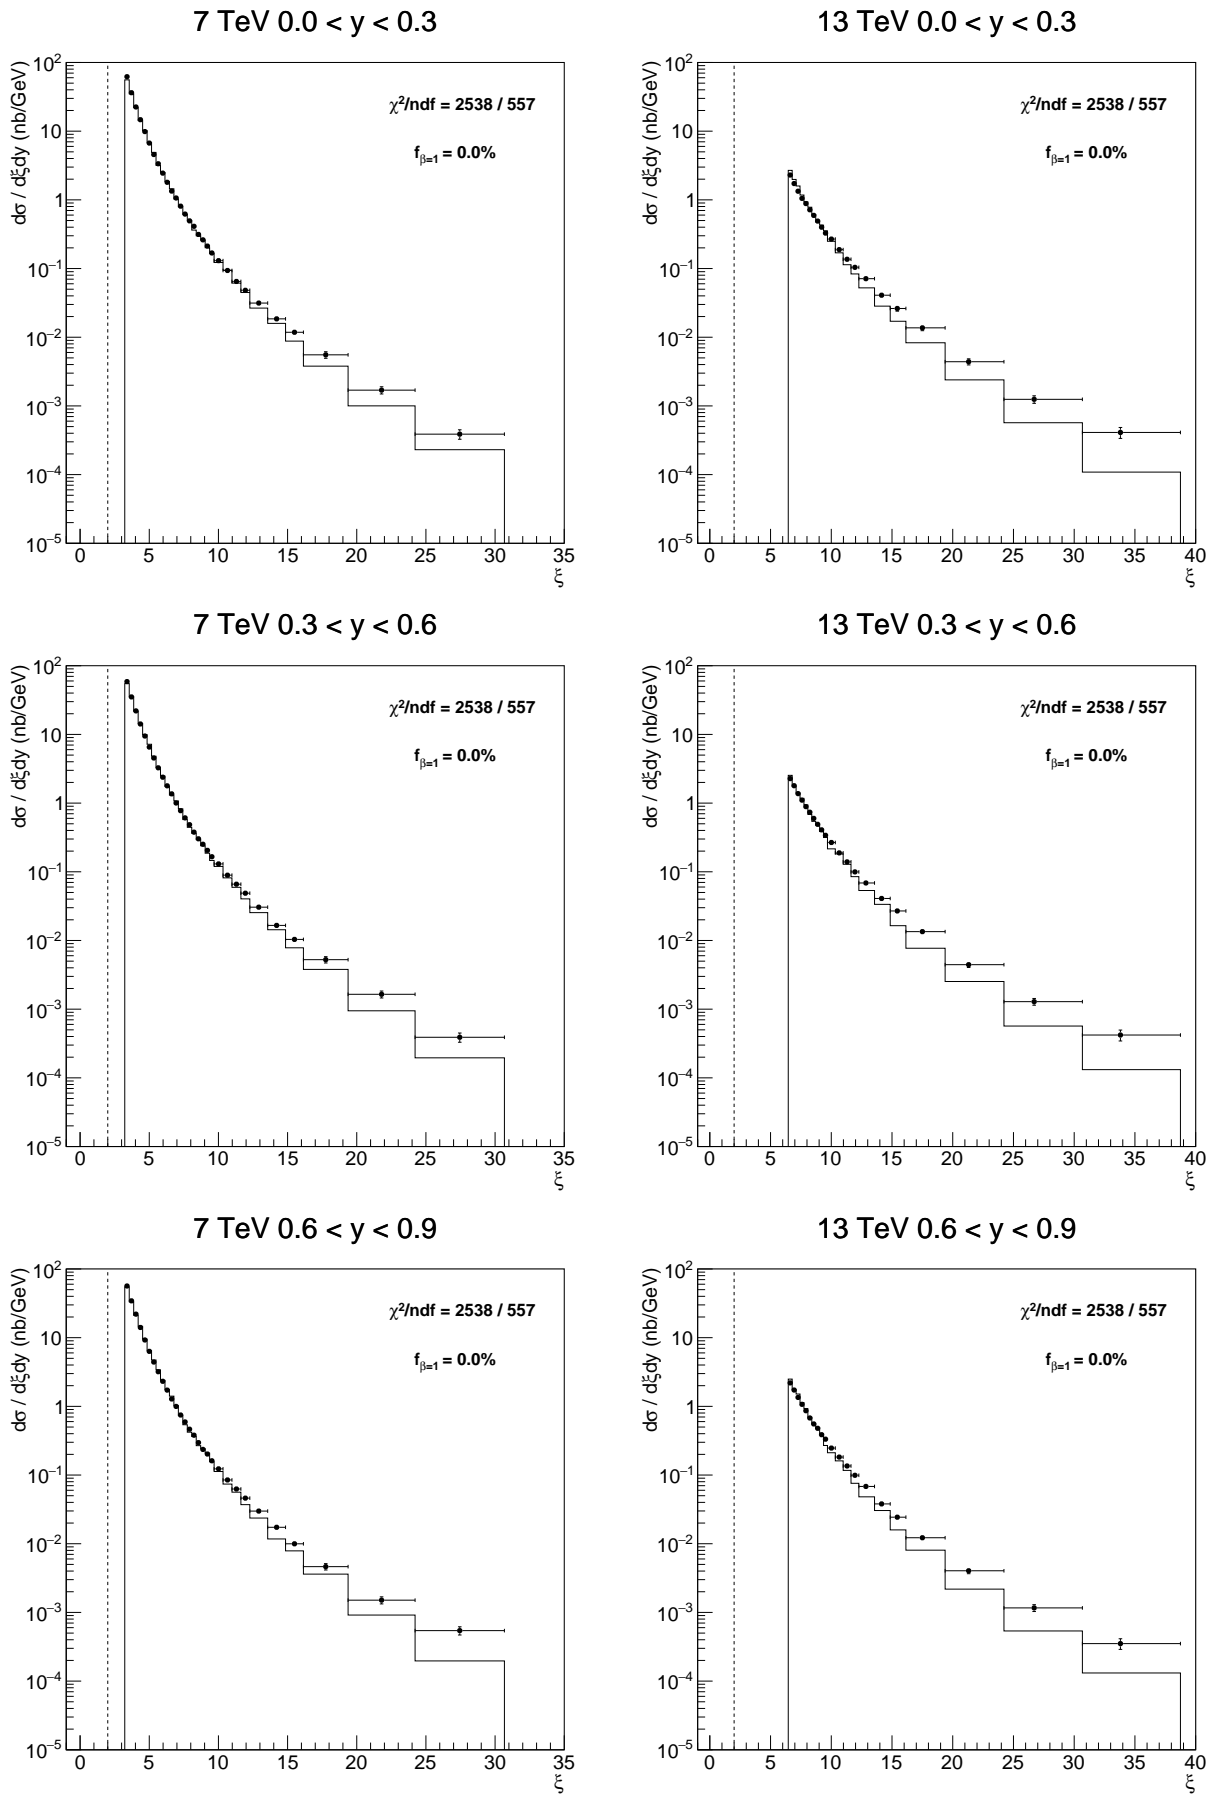 7 TeV 0.0 < y < 0.3
dσ / dξdy (nb/GeV)
10² 10 1 10⁻¹ 10⁻² 10⁻³ 10⁻⁴ 10⁻⁵
χ²/ndf = 2538 / 557
f_β=1 = 0.0%
0 5 10 15 20 25 30 35
ξ
13 TeV 0.0 < y < 0.3
dσ / dξdy (nb/GeV)
10² 10 1 10⁻¹ 10⁻² 10⁻³ 10⁻⁴ 10⁻⁵
χ²/ndf = 2538 / 557
f_β=1 = 0.0%
0 5 10 15 20 25 30 35 40
ξ
7 TeV 0.3 < y < 0.6
dσ / dξdy (nb/GeV)
10² 10 1 10⁻¹ 10⁻² 10⁻³ 10⁻⁴ 10⁻⁵
χ²/ndf = 2538 / 557
f_β=1 = 0.0%
0 5 10 15 20 25 30 35
ξ
13 TeV 0.3 < y < 0.6
dσ / dξdy (nb/GeV)
10² 10 1 10⁻¹ 10⁻² 10⁻³ 10⁻⁴ 10⁻⁵
χ²/ndf = 2538 / 557
f_β=1 = 0.0%
0 5 10 15 20 25 30 35 40
ξ
7 TeV 0.6 < y < 0.9
dσ / dξdy (nb/GeV)
10² 10 1 10⁻¹ 10⁻² 10⁻³ 10⁻⁴ 10⁻⁵
χ²/ndf = 2538 / 557
f_β=1 = 0.0%
0 5 10 15 20 25 30 35
ξ
13 TeV 0.6 < y < 0.9
dσ / dξdy (nb/GeV)
10² 10 1 10⁻¹ 10⁻² 10⁻³ 10⁻⁴ 10⁻⁵
χ²/ndf = 2538 / 557
f_β=1 = 0.0%
0 5 10 15 20 25 30 35 40
ξ